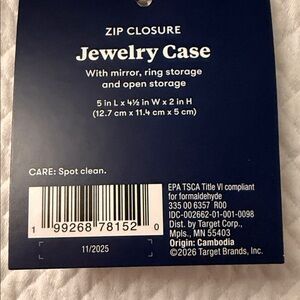 ZIP CLOSURE
Jewelry Case
With mirror, ring storage
and open storage
5 in L x 4½ in W x 2 in H
(12.7 cm x 11.4 cm x 5 cm)
CARE: Spot clean.
1 99268 78152 0
11/2025
EPA TSCA Title VI compliant
for formaldehyde
335 00 6357 R00
IDC-002662-01-001-0098
Dist. by Target Corp.,
Mpls., MN 55403
Origin: Cambodia
©2026 Target Brands, Inc.